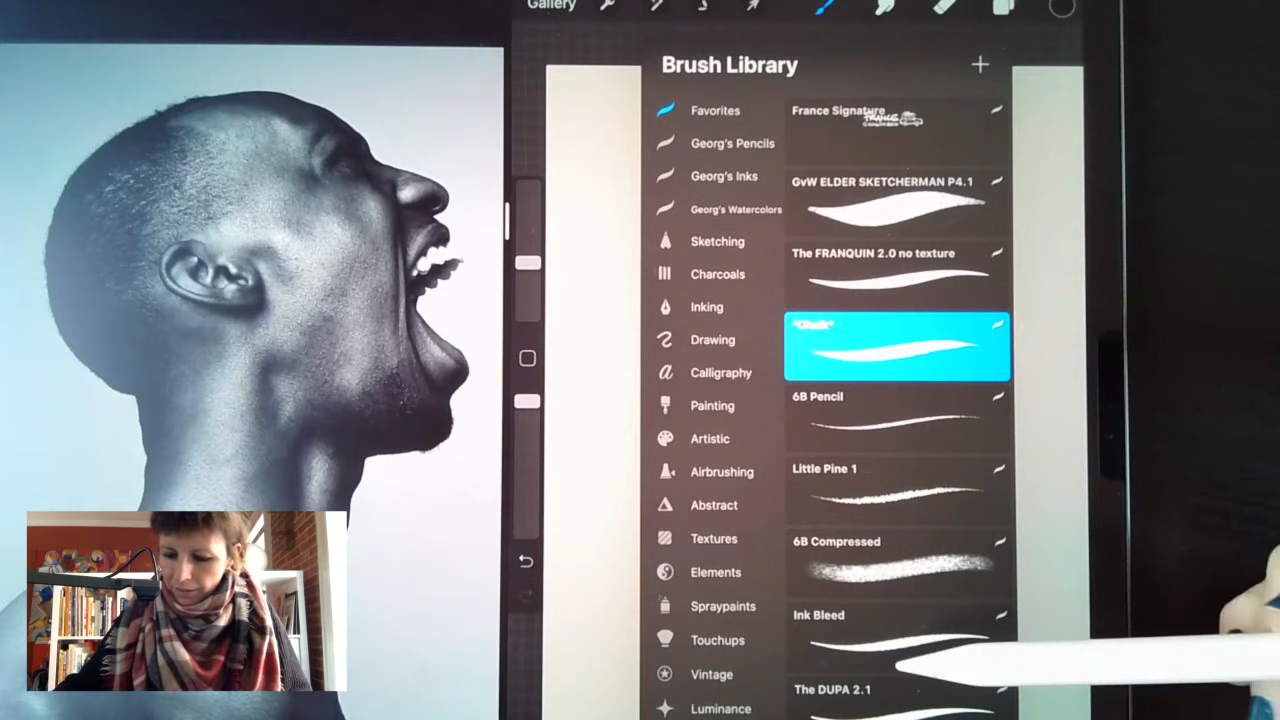 Gallery
Brush Library
Favorites
Georg's Pencils
Georg's Inks
Georg's Watercolors
Sketching
Charcoals
Inking
Drawing
Calligraphy
Painting
Artistic
Airbrushing
Abstract
Textures
Elements
Spraypaints
Touchups
Vintage
Luminance
France Signature
FRANCE
GvW ELDER SKETCHERMAN P4.1
The FRANQUIN 2.0 no texture
*Chalk*
6B Pencil
Little Pine 1
6B Compressed
Ink Bleed
The DUPA 2.1